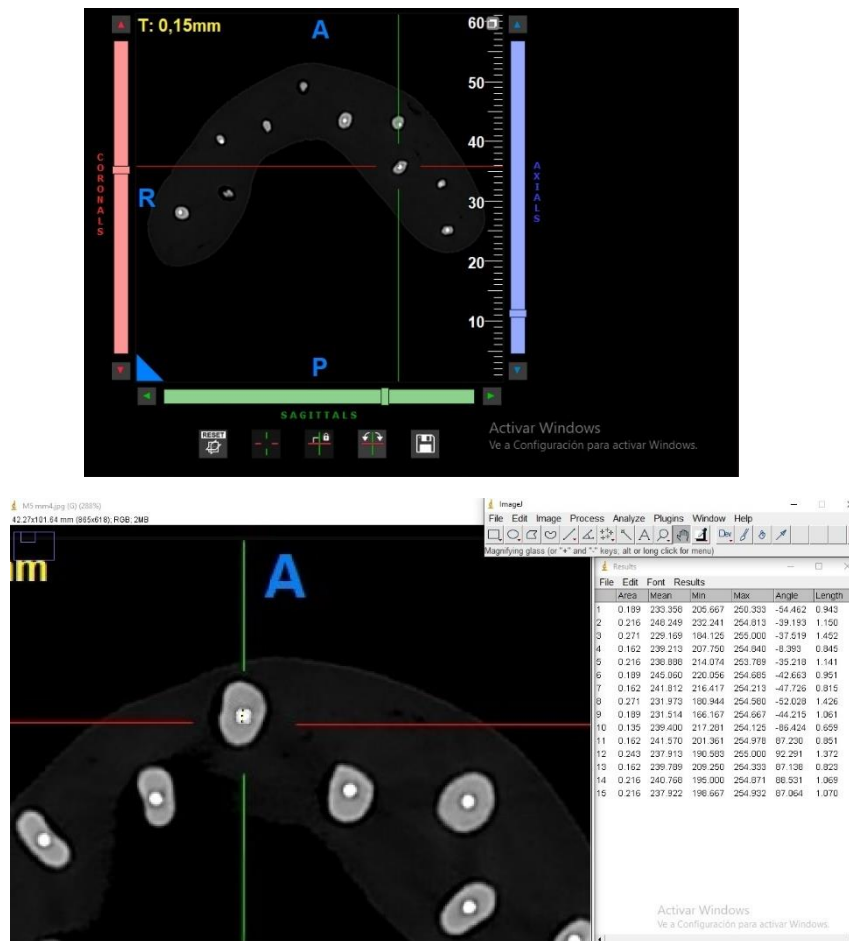 T: 0,15mm
A
60
50
40
30
20
10
CORONALS
R
AXIALS
P
SAGITTALS
RESET
Activar Windows
Ve a Configuración para activar Windows.
M5 mm4.jpg (G) (288%)
42.27x101.64 mm (865x618); RGB; 2MB
m
A
ImageJ
File Edit Image Process Analyze Plugins Window Help
Dev
Magnifying glass (or "+" and "-" keys; alt or long click for menu)
Results
File Edit Font Results
Area Mean Min Max Angle Length
1 0.189 233.358 205.667 250.333 -54.462 0.943
2 0.216 248.249 232.241 254.813 -39.193 1.150
3 0.271 229.169 184.125 255.000 -37.519 1.452
4 0.162 239.213 207.750 254.840 -8.393 0.845
5 0.216 238.888 214.074 253.789 -35.218 1.141
6 0.189 245.060 220.056 254.685 -42.663 0.951
7 0.162 241.812 216.417 254.213 -47.726 0.815
8 0.271 231.973 180.944 254.580 -52.028 1.426
9 0.189 231.514 166.167 254.667 -44.215 1.061
10 0.135 239.400 217.281 254.125 -86.424 0.659
11 0.162 241.570 201.361 254.978 87.230 0.851
12 0.243 237.913 190.583 255.000 92.291 1.372
13 0.162 239.789 209.250 254.333 87.138 0.823
14 0.216 240.768 195.000 254.871 88.531 1.069
15 0.216 237.922 198.667 254.932 87.064 1.070
Activar Windows
Ve a Configuración para activar Windows.